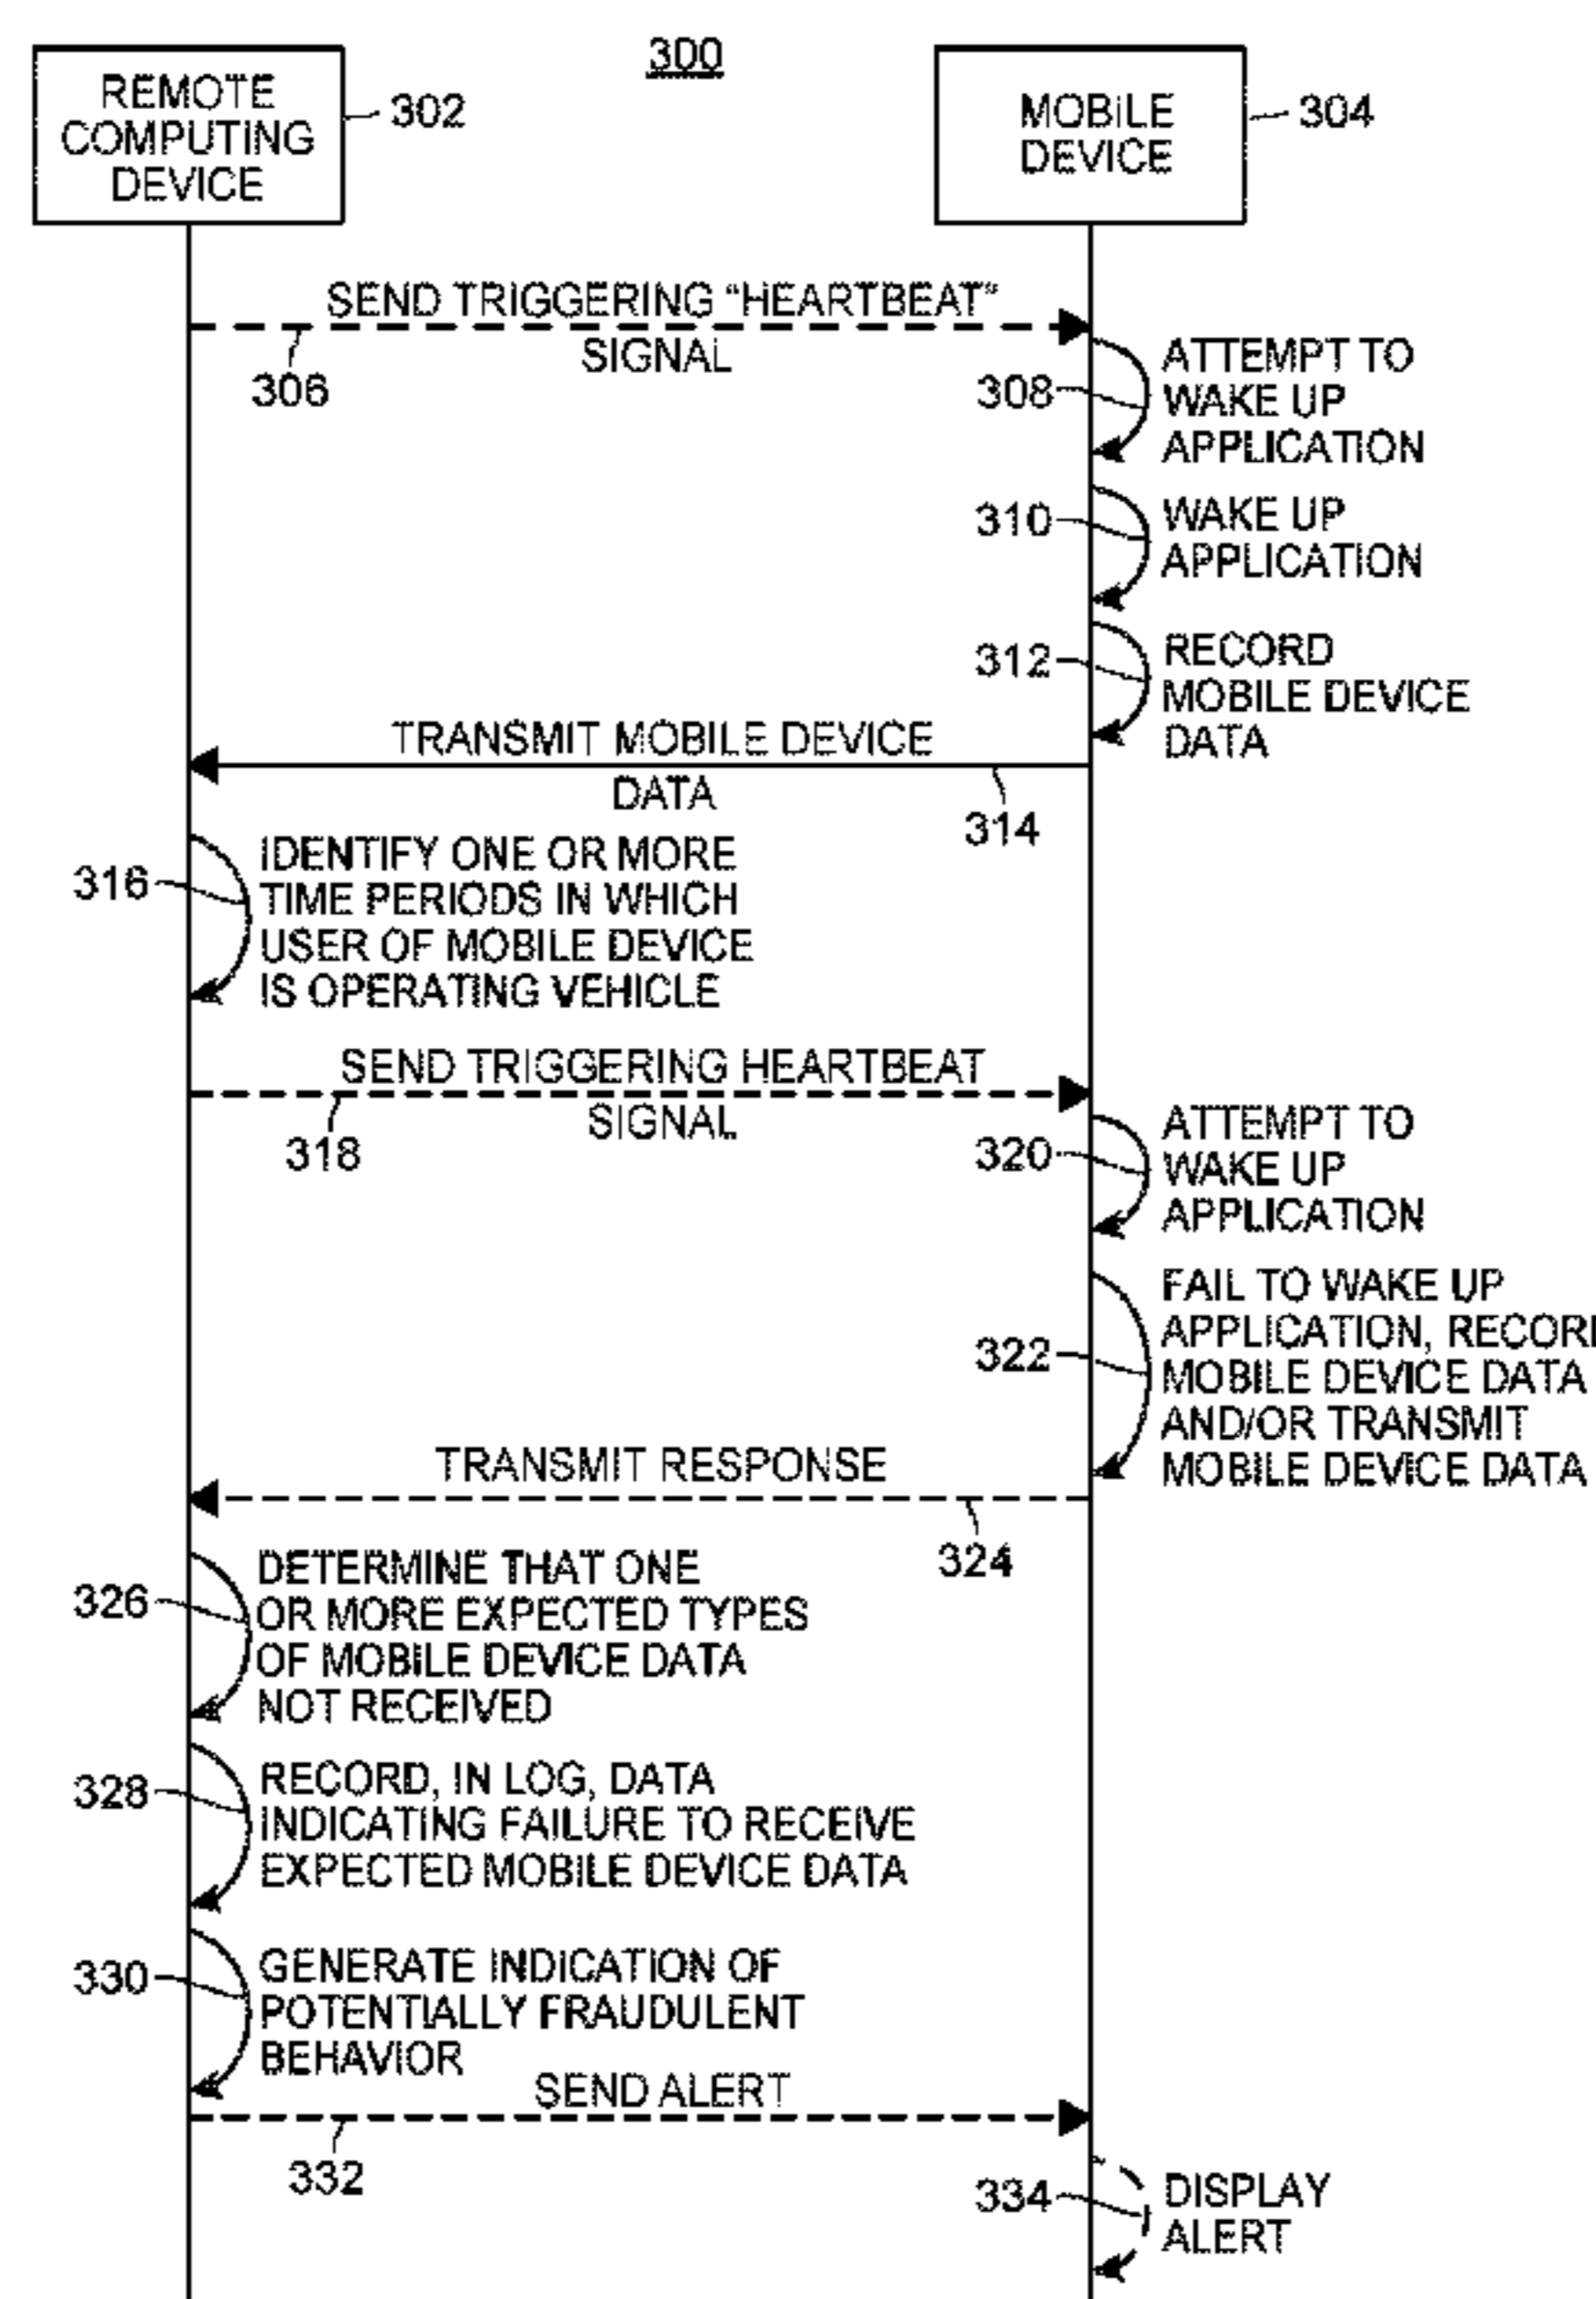 300
REMOTE
COMPUTING
DEVICE
302
MOBILE
DEVICE
304
SEND TRIGGERING "HEARTBEAT"
SIGNAL
306
308
ATTEMPT TO
WAKE UP
APPLICATION
310
WAKE UP
APPLICATION
312
RECORD
MOBILE DEVICE
DATA
TRANSMIT MOBILE DEVICE
DATA
314
316
IDENTIFY ONE OR MORE
TIME PERIODS IN WHICH
USER OF MOBILE DEVICE
IS OPERATING VEHICLE
SEND TRIGGERING HEARTBEAT
SIGNAL
318
320
ATTEMPT TO
WAKE UP
APPLICATION
322
FAIL TO WAKE UP
APPLICATION,
MOBILE DEVICE DATA
AND/OR TRANSMIT
MOBILE DEVICE DATA
TRANSMIT RESPONSE
324
326
DETERMINE THAT ONE
OR MORE EXPECTED TYPES
OF MOBILE DEVICE DATA
NOT RECEIVED
328
RECORD, IN LOG, DATA
INDICATING FAILURE TO RECEIVE
EXPECTED MOBILE DEVICE DATA
330
GENERATE INDICATION OF
POTENTIALLY FRAUDULENT
BEHAVIOR
SEND ALERT
332
334
DISPLAY
ALERT